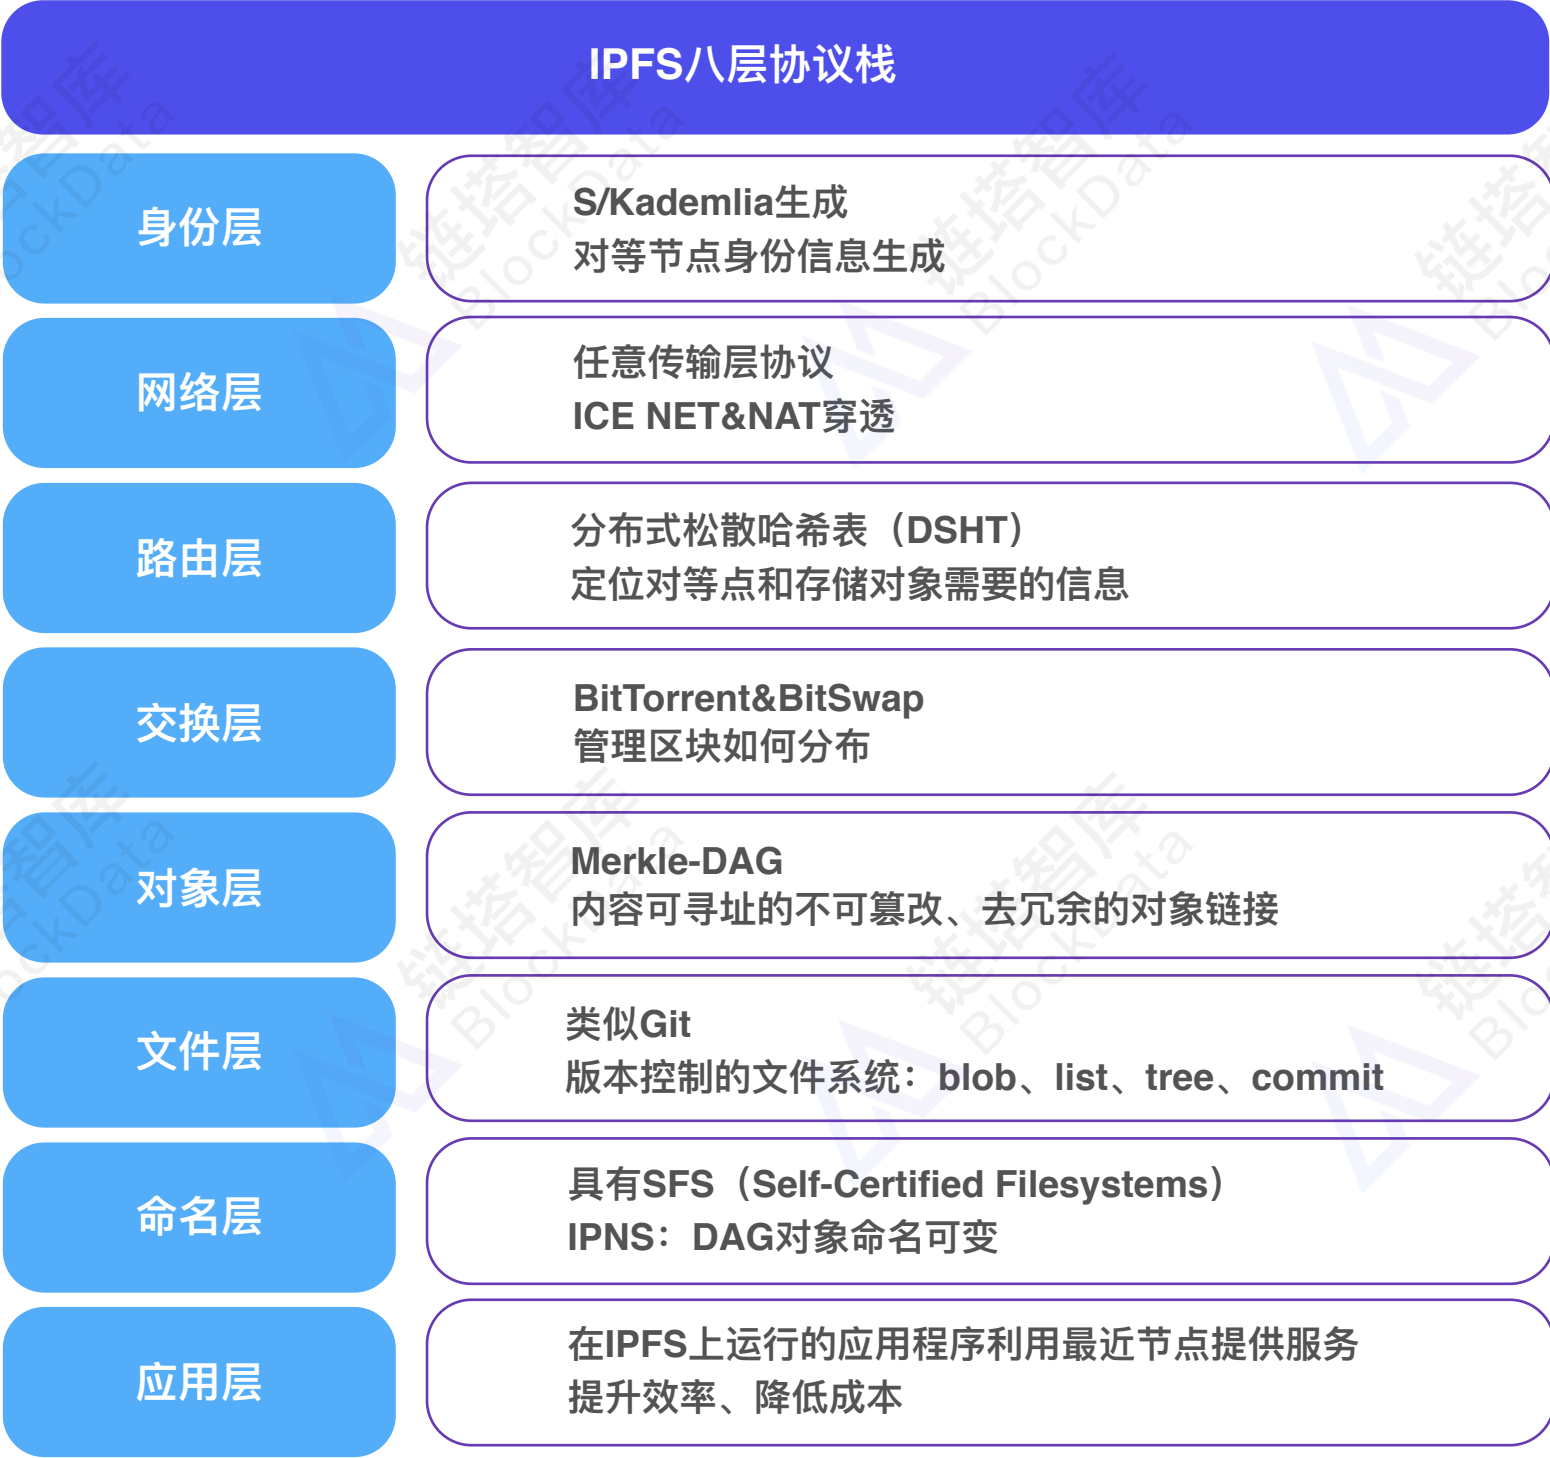 IPFS八层协议栈
身份层
S/Kademlia生成
对等节点身份信息生成
网络层
任意传输层协议
ICE NET&NAT穿透
路由层
分布式松散哈希表（DSHT）
定位对等点和存储对象需要的信息
交换层
BitTorrent&BitSwap
管理区块如何分布
对象层
Merkle-DAG
内容可寻址的不可篡改、去冗余的对象链接
文件层
类似Git
版本控制的文件系统：blob、list、tree、commit
命名层
具有SFS（Self-Certified Filesystems）
IPNS：DAG对象命名可变
应用层
在IPFS上运行的应用程序利用最近节点提供服务
提升效率、降低成本
链塔智库
BlockData